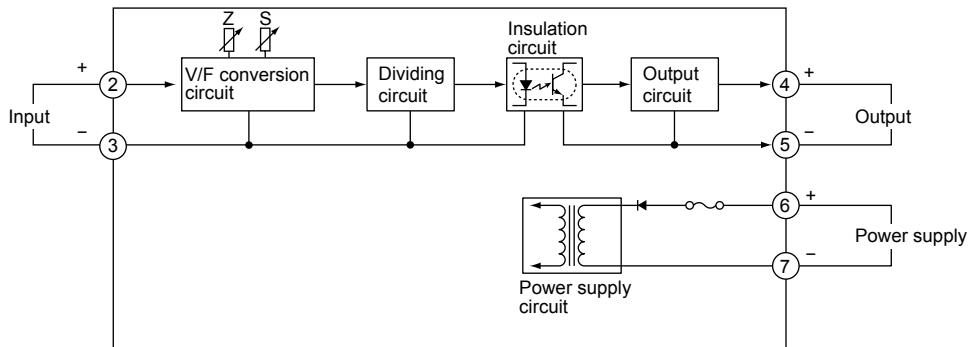 Z S
Insulation
circuit
+ 2
V/F conversion
circuit
Dividing
circuit
Output
circuit
4 +
Input
Output
− 3
5 −
6 +
Power supply
7 −
Power supply
circuit